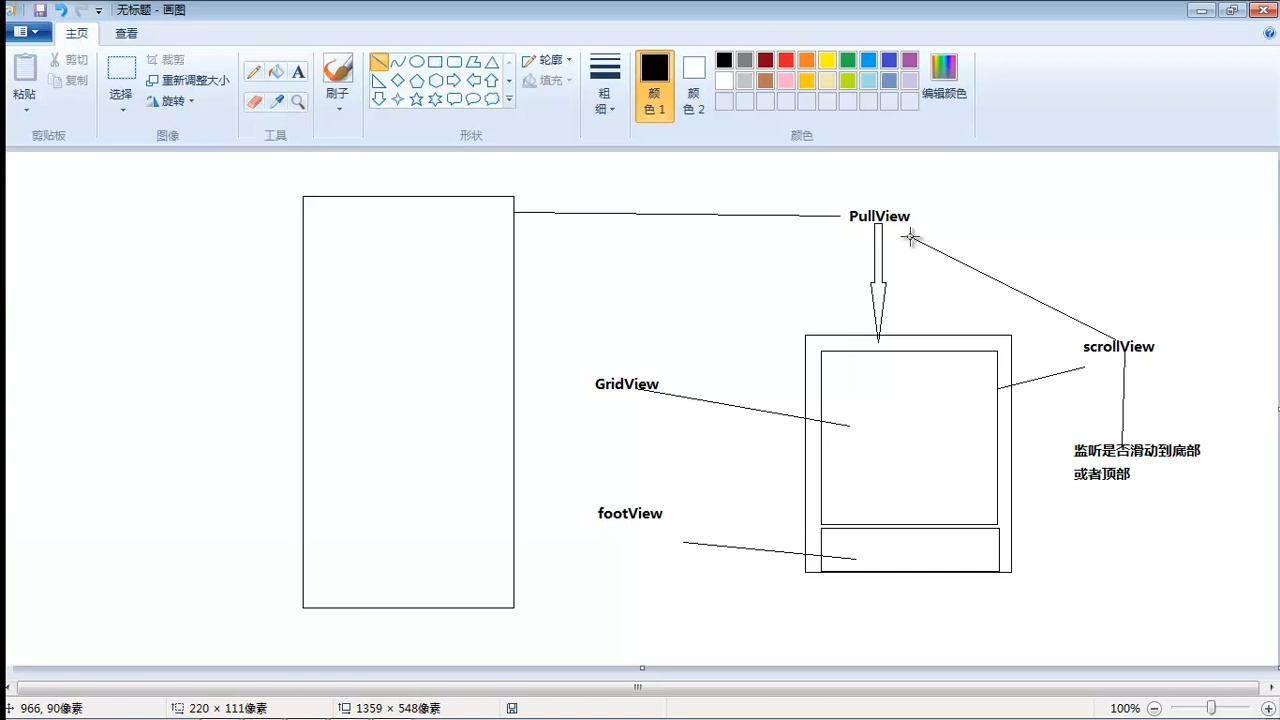 无标题 - 画图
主页
查看
粘贴
剪切
复制
剪贴板
选择
裁剪
重新调整大小
旋转
图像
A
工具
刷子
轮廓
填充
形状
粗
细
颜
色 1
颜
色 2
编辑颜色
颜色
PullView
scrollView
GridView
监听是否滑动到底部
或者顶部
footView
966, 90像素
220 × 111像素
1359 × 548像素
100%